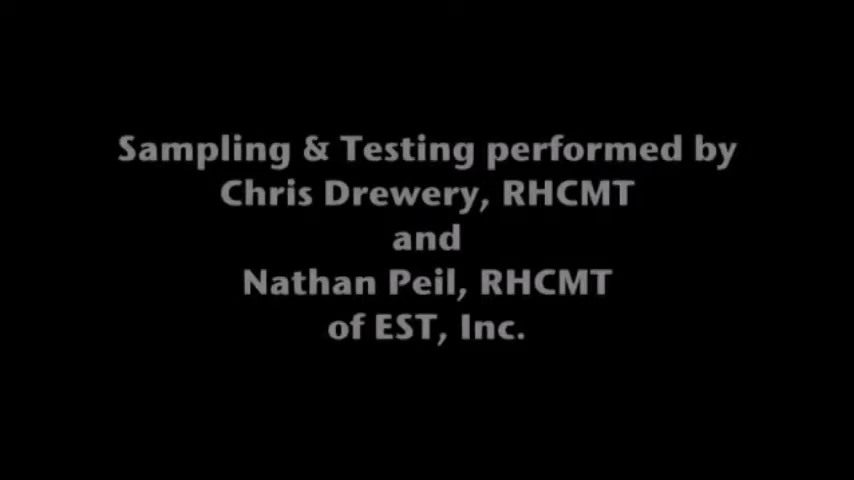 Sampling & Testing performed by
Chris Drewery, RHCMT
and
Nathan Peil, RHCMT
of EST, Inc.